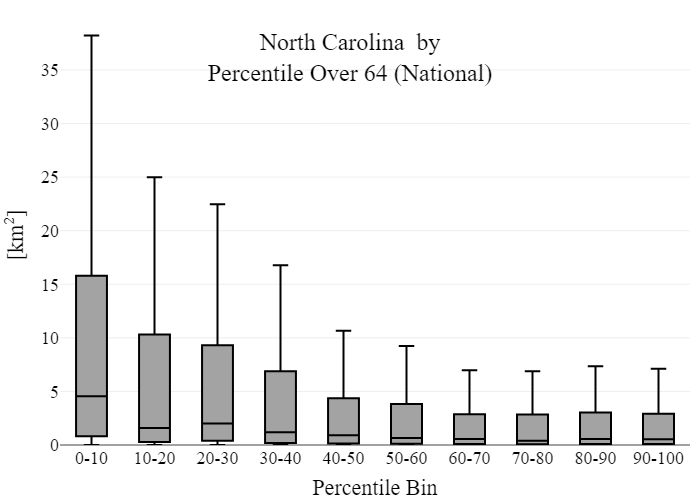 North Carolina  by
Percentile Over 64 (National)
[km²]
35
30
25
20
15
10
5
0
0-10 10-20 20-30 30-40 40-50 50-60 60-70 70-80 80-90 90-100
Percentile Bin